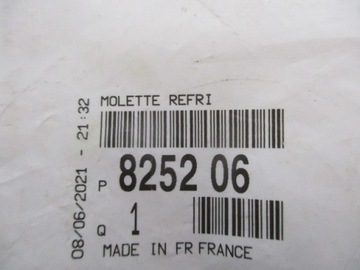 MOLETTE REFRI
P 8252 06
Q 1
MADE IN FR FRANCE
08/06/2021 - 21:32